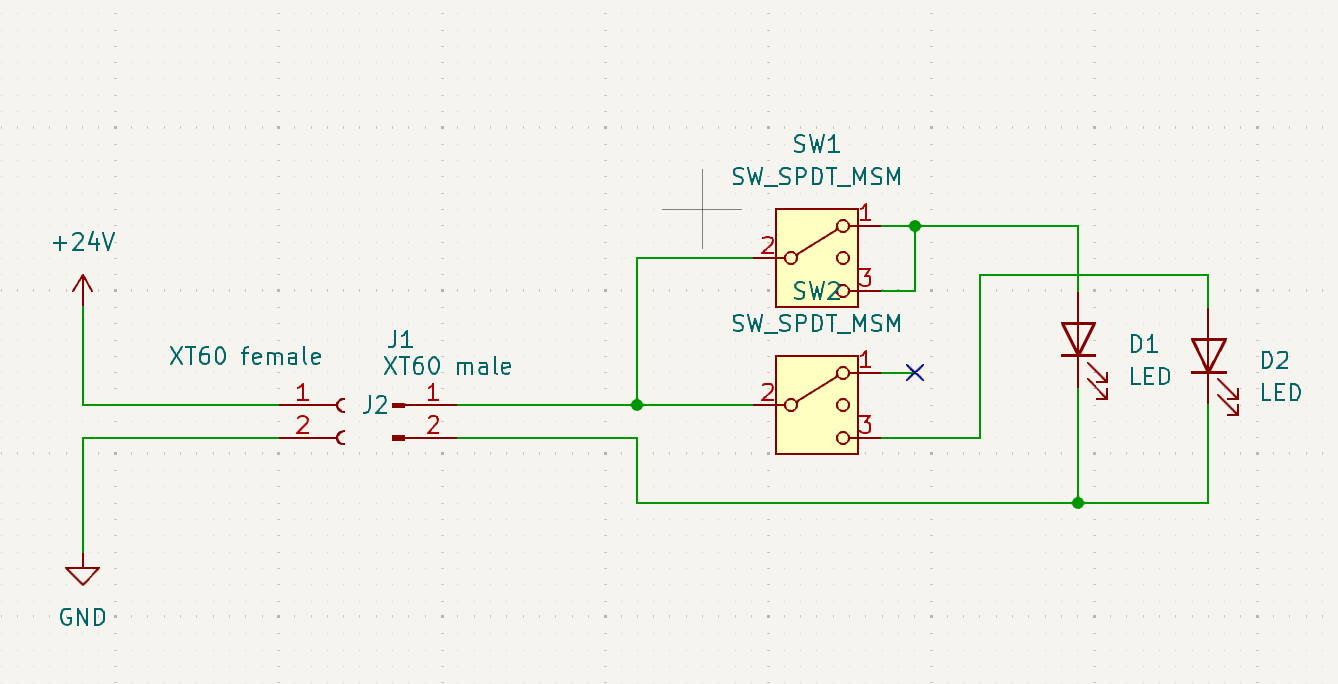 SW1
SW_SPDT_MSM
1
2
3
+24V
SW2
SW_SPDT_MSM
1
2
3
XT60 female
1
2
J2
J1
XT60 male
1
2
D1
LED
D2
LED
GND